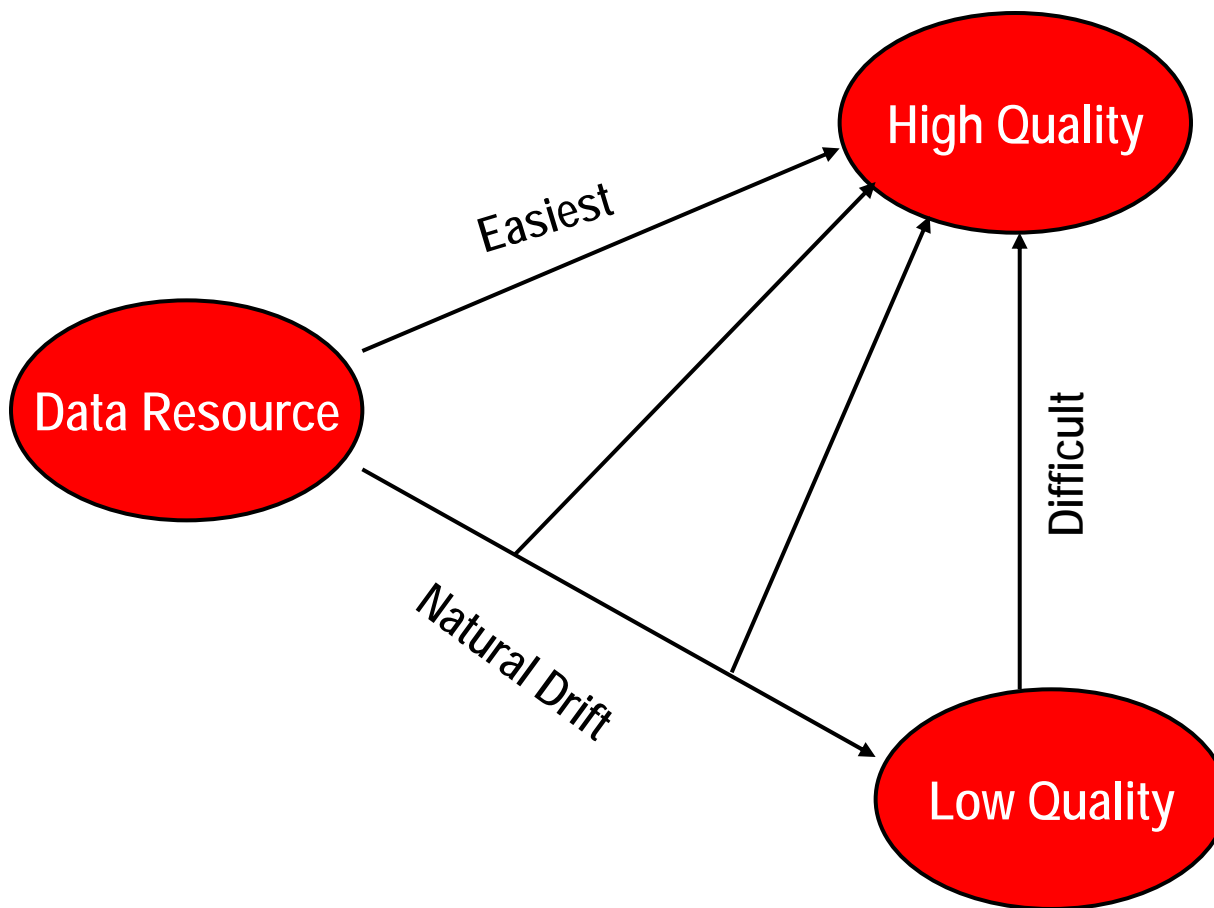 High Quality
Easiest
Data Resource
Difficult
Natural Drift
Low Quality